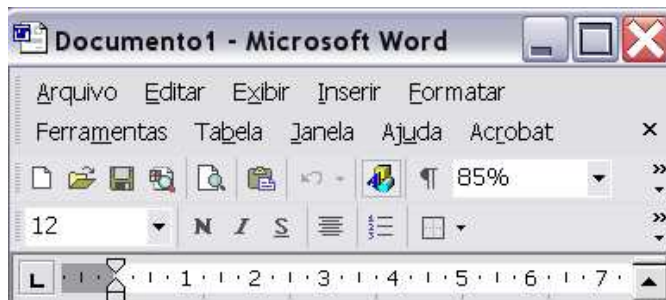 Documento1 - Microsoft Word
Arquivo Editar Exibir Inserir Formatar
Ferramentas Tabela Janela Ajuda Acrobat
¶ 85%
12 N I S
L 1 2 3 4 5 6 7